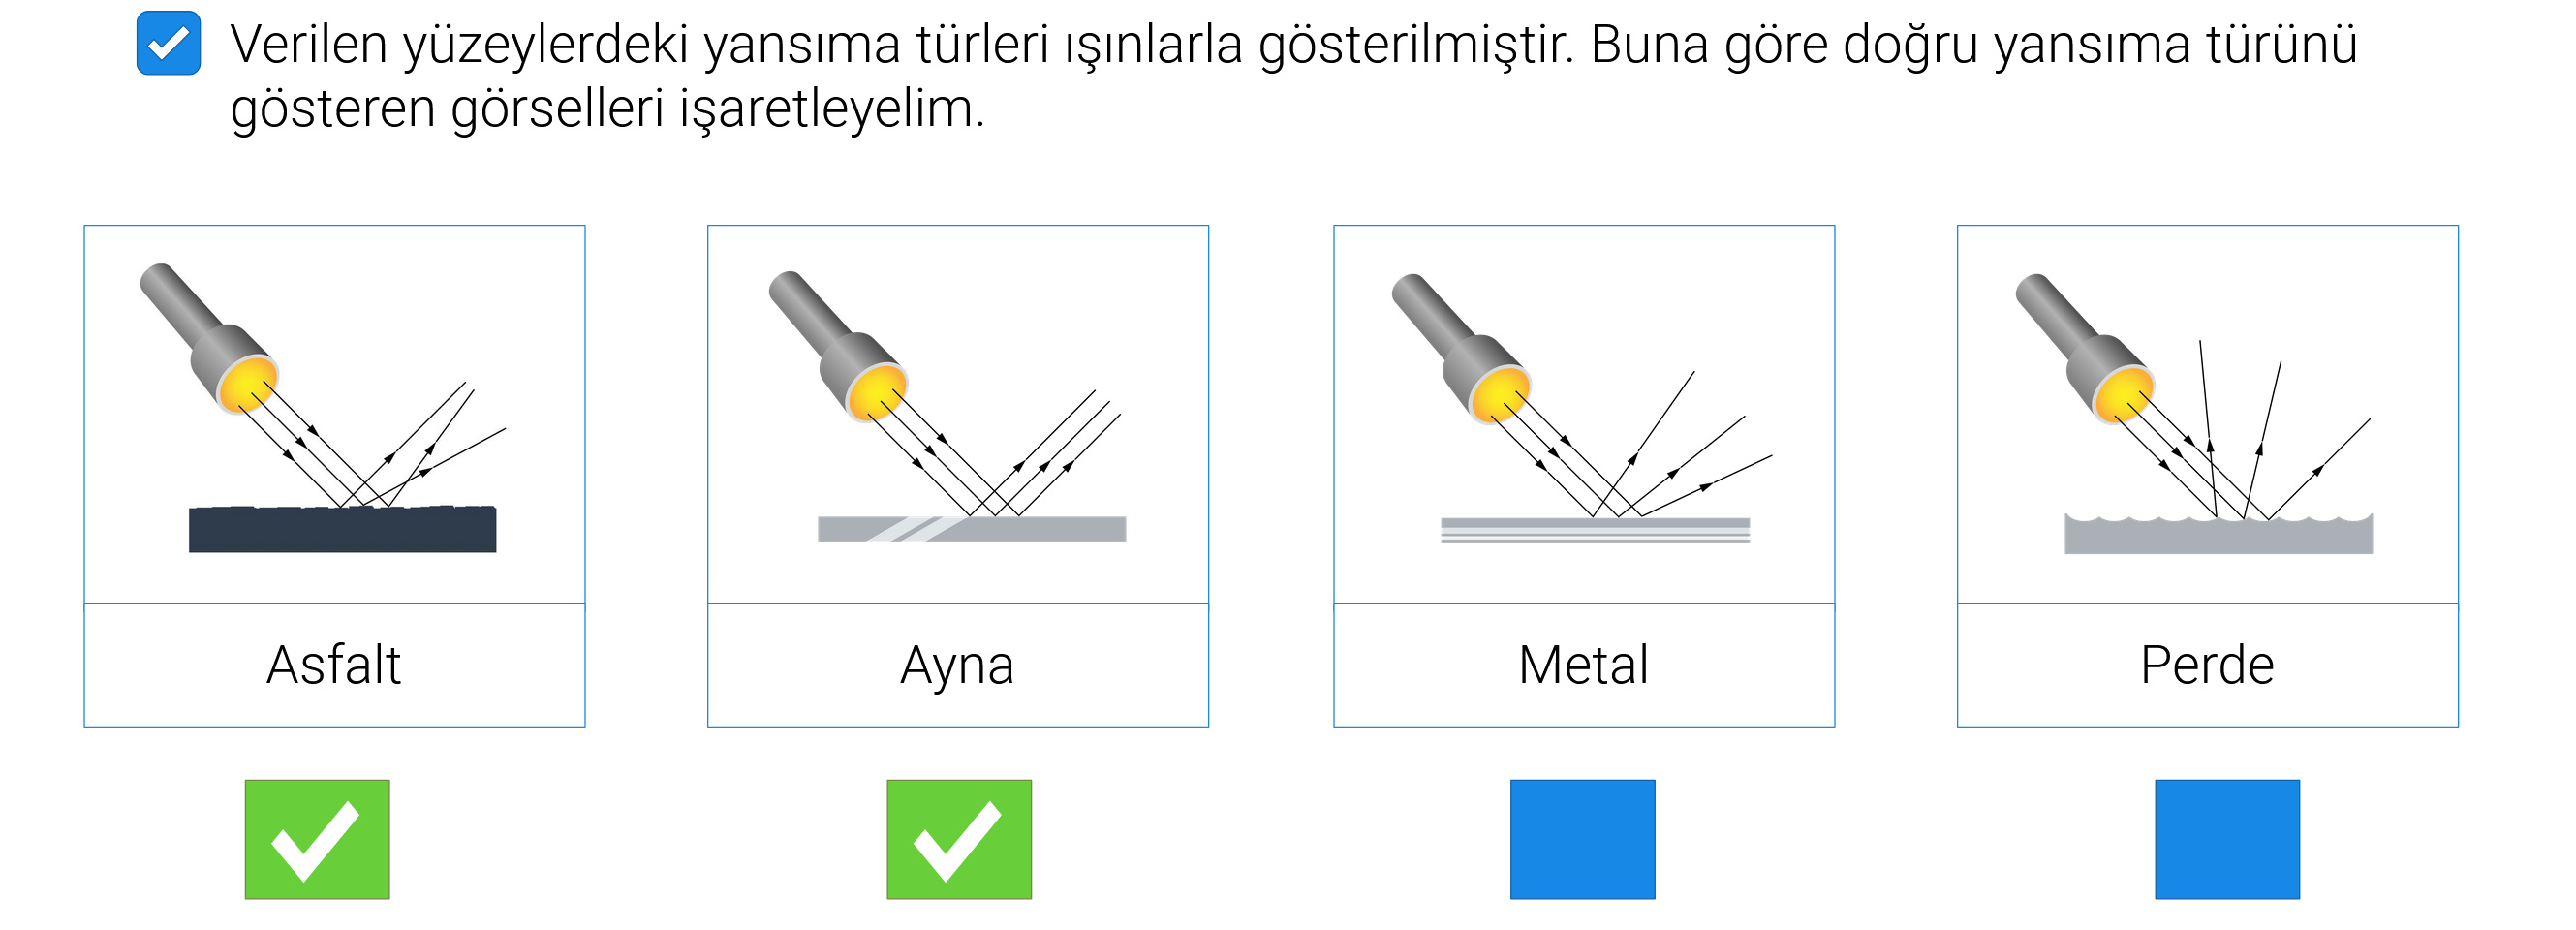 Verilen yüzeylerdeki yansıma türleri ışınlarla gösterilmiştir. Buna göre doğru yansıma türünü
gösteren görselleri işaretleyelim.
Asfalt
Ayna
Metal
Perde